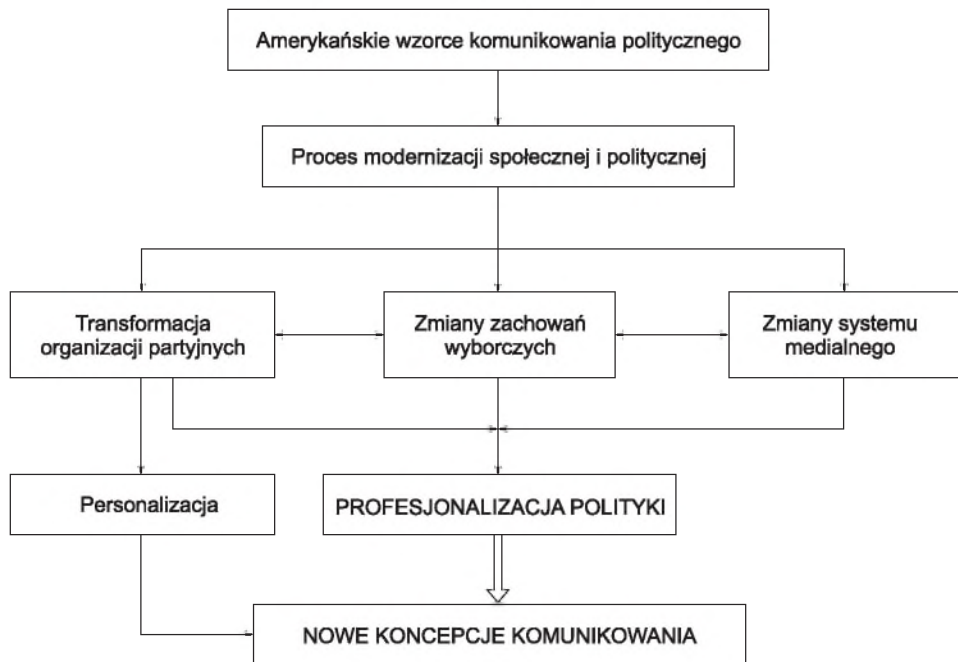 Amerykańskie wzorce komunikowania politycznego
Proces modernizacji społecznej i politycznej
Transformacja
organizacji partyjnych
Zmiany zachowań
wyborczych
Zmiany systemu
medialnego
Personalizacja
PROFESJONALIZACJA POLITYKI
NOWE KONCEPCJE KOMUNIKOWANIA